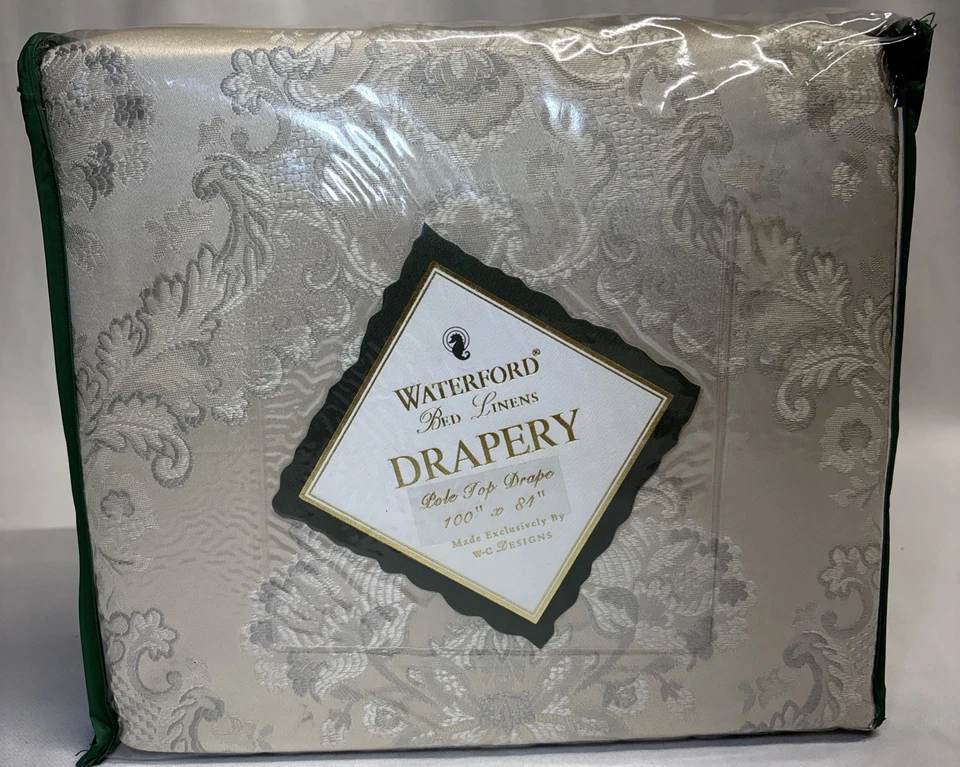 WATERFORD®
BED LINENS
DRAPERY
Pole Top Drape
100" x 84"
Made Exclusively By
W-C DESIGNS